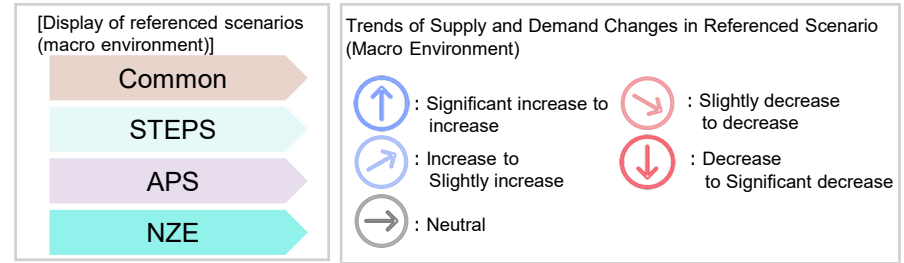 [Display of referenced scenarios
(macro environment)]
Common
STEPS
APS
NZE
Trends of Supply and Demand Changes in Referenced Scenario
(Macro Environment)
: Significant increase to
increase
: Increase to
Slightly increase
: Neutral
: Slightly decrease
to decrease
: Decrease
to Significant decrease